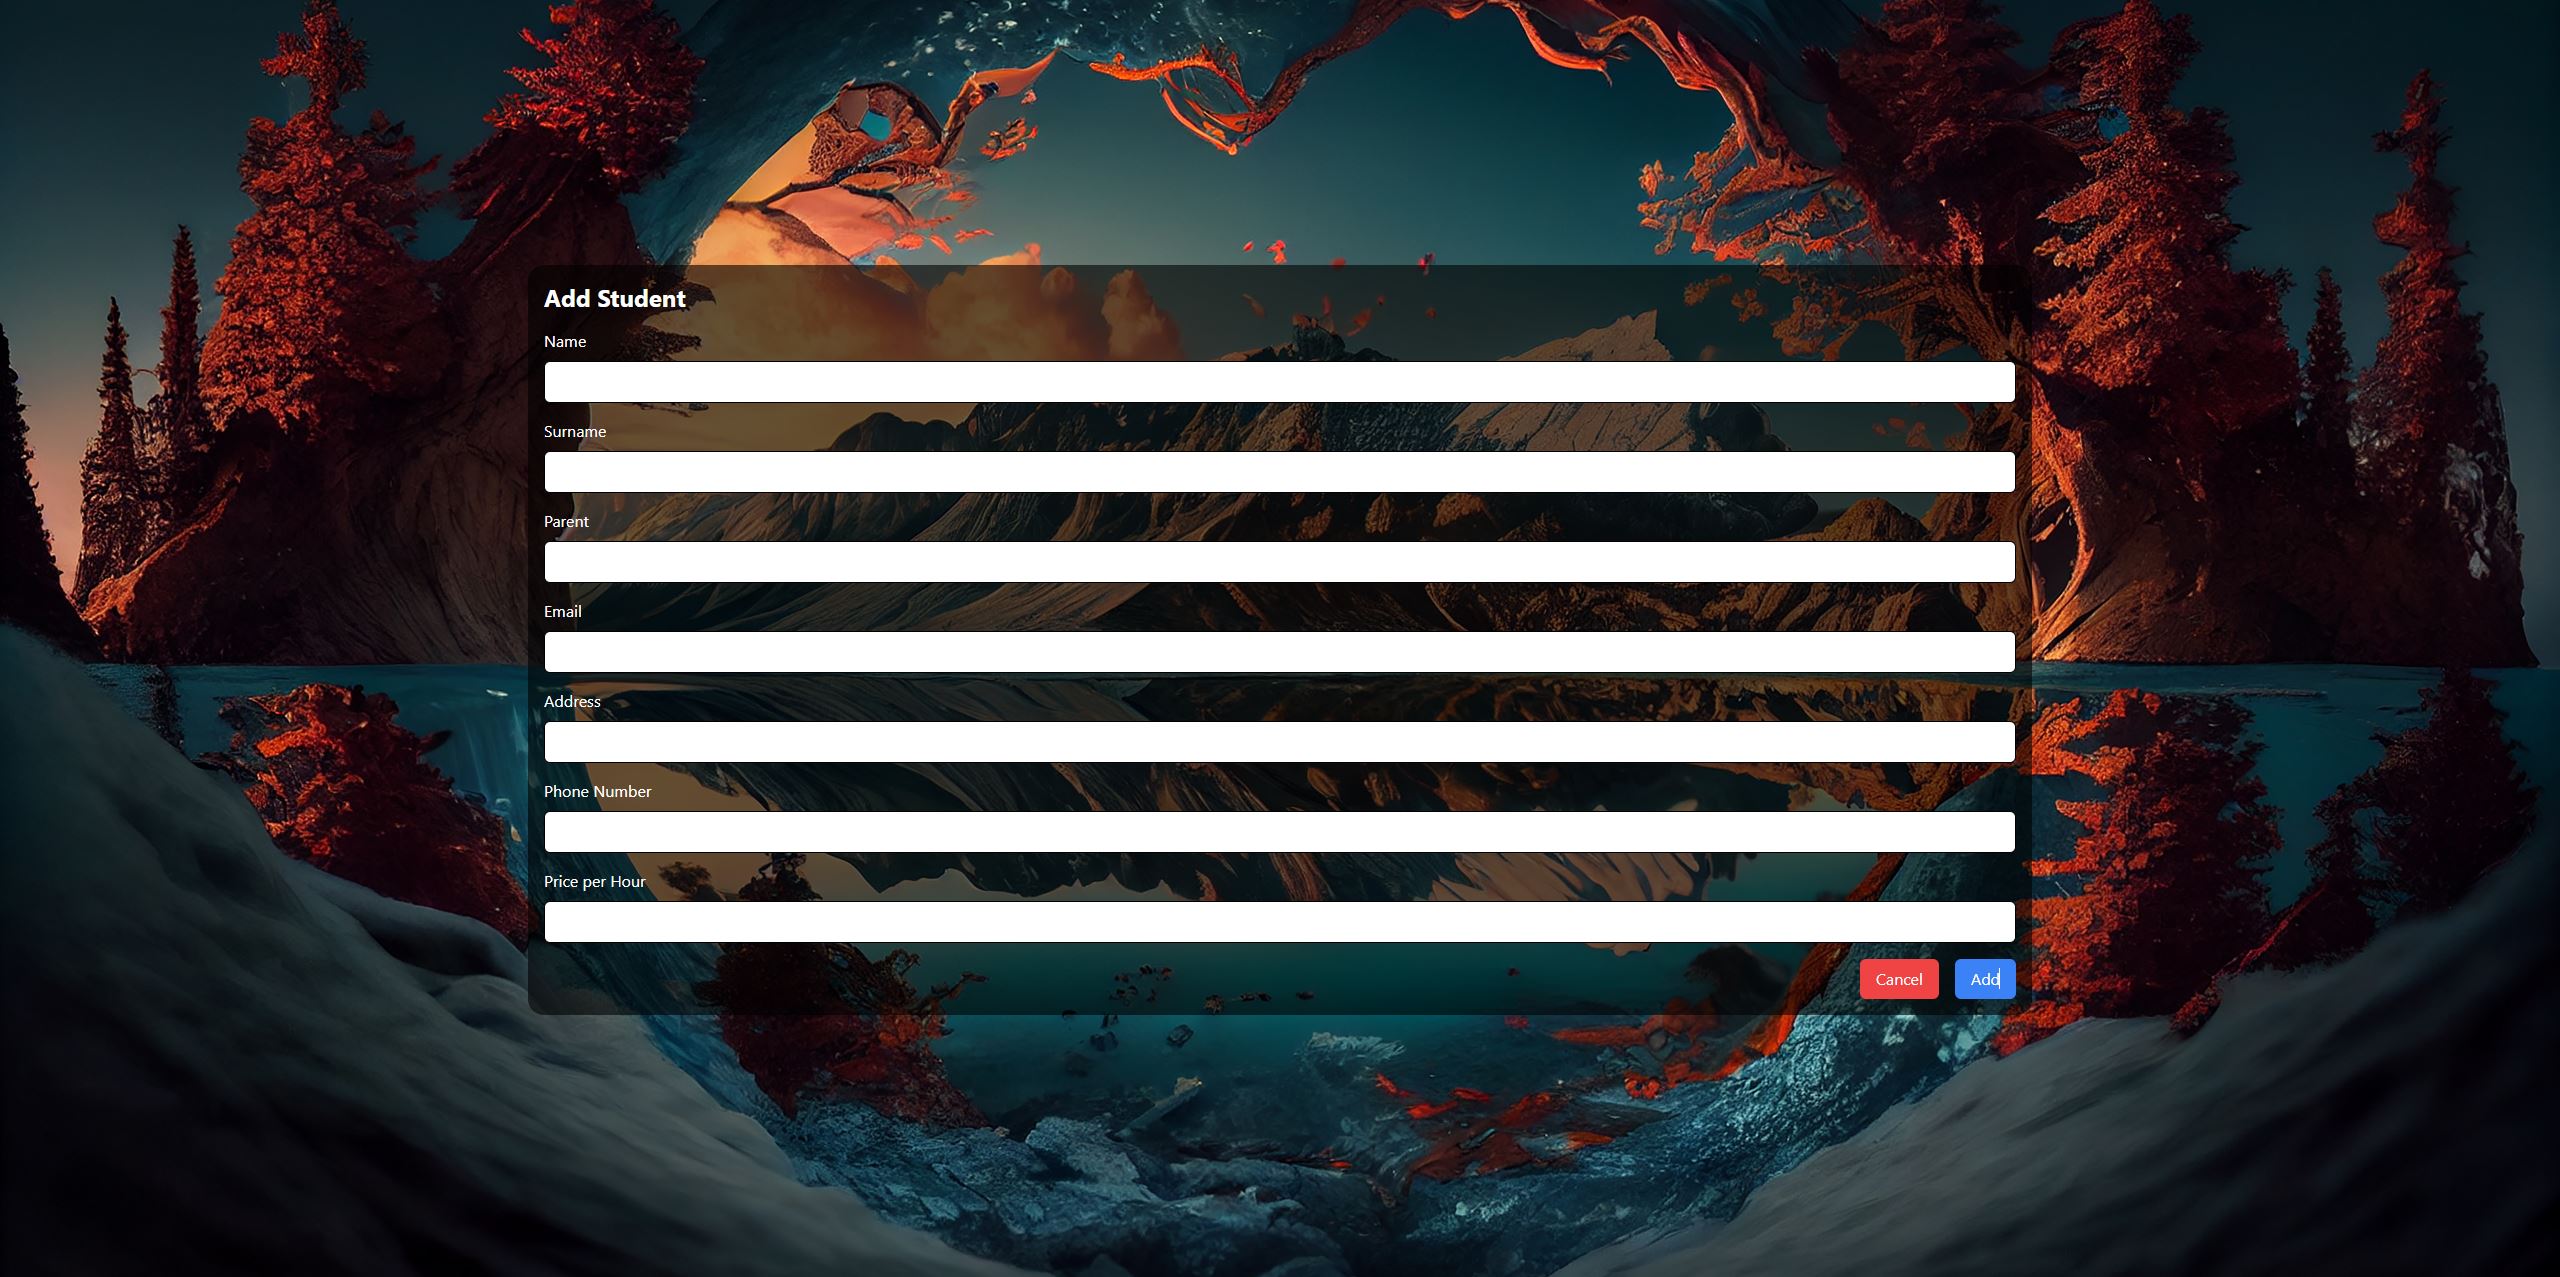 Add Student
Name
Surname
Parent
Email
Address
Phone Number
Price per Hour
Cancel Add